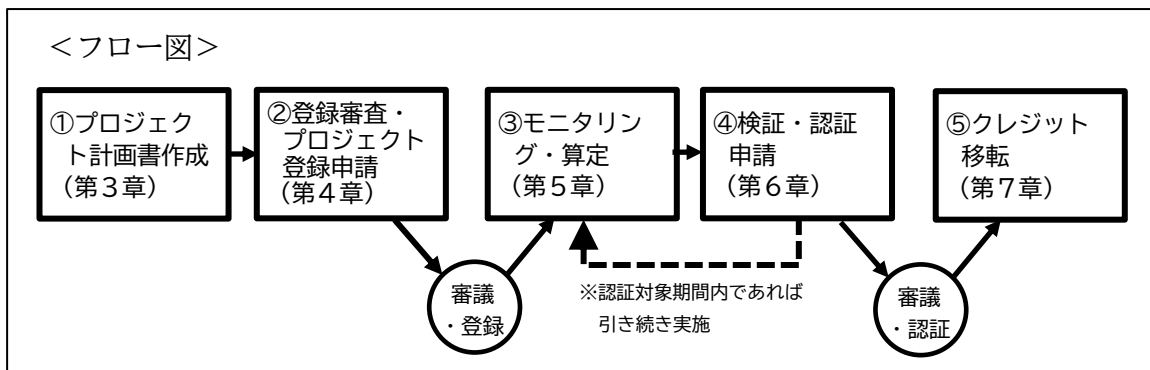 ＜フロー図＞
①プロジェク
ト計画書作成
（第３章）
②登録審査・
プロジェクト
登録申請
（第４章）
③モニタリン
グ・算定
（第５章）
④検証・認証
申請
（第６章）
⑤クレジット
移転
（第７章）
審議
・登録
※認証対象期間内であれば
引き続き実施
審議
・認証